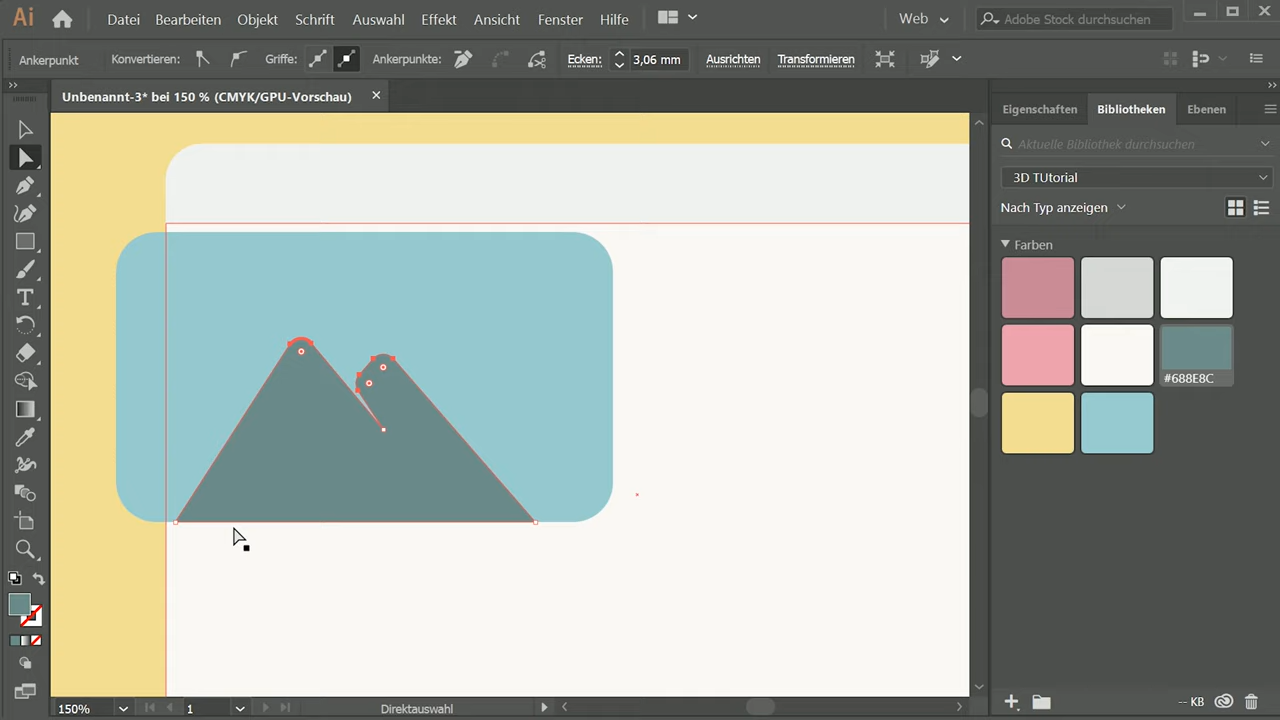 Ai Datei Bearbeiten Objekt Schrift Auswahl Effekt Ansicht Fenster Hilfe Web Adobe Stock durchsuchen
Ankerpunkt Konvertieren: Griffe: Ankerpunkte: Ecken: 3,06 mm Ausrichten Transformieren
Unbenannt-3* bei 150 % (CMYK/GPU-Vorschau)
Eigenschaften Bibliotheken Ebenen
Aktuelle Bibliothek durchsuchen
3D TUtorial
Nach Typ anzeigen
Farben
#688E8C
150% 1 Direktauswahl
-- KB